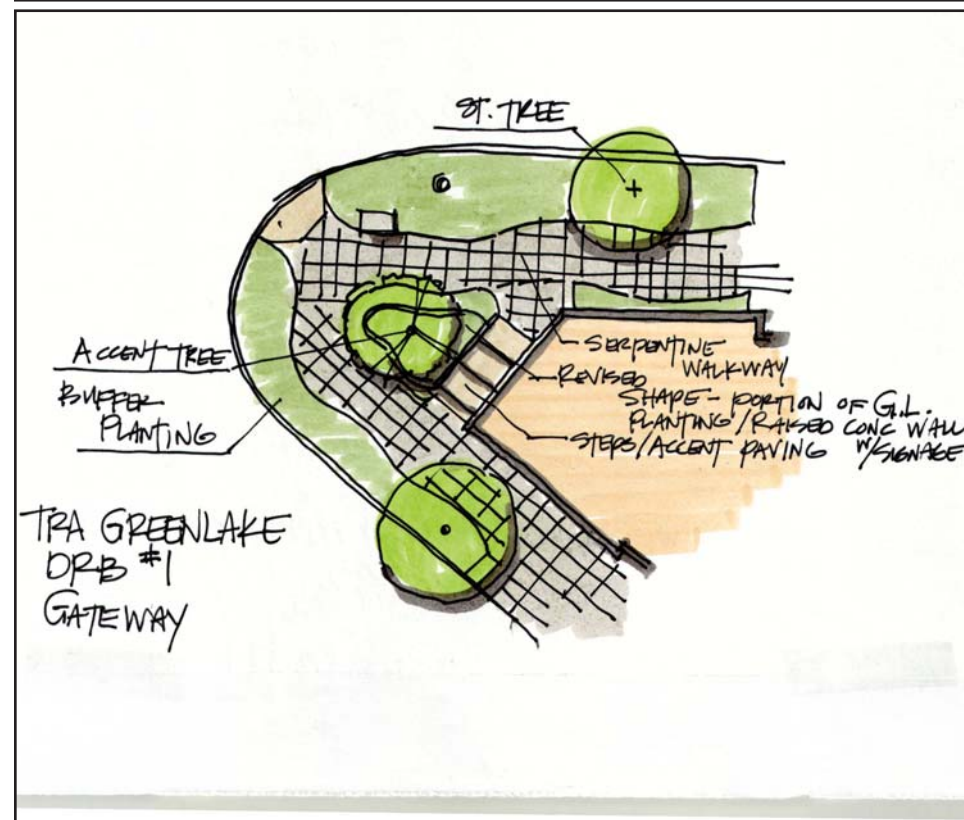 ST. TREE
ACCENT TREE
BUFFER
PLANTING
SERPENTINE
WALKWAY
REVISED
SHAPE - PORTION OF G.L.
PLANTING / RAISED CONC WALL
W/SIGNAGE
STEPS/ACCENT PAVING
TRA GREENLAKE
DRB #1
GATEWAY